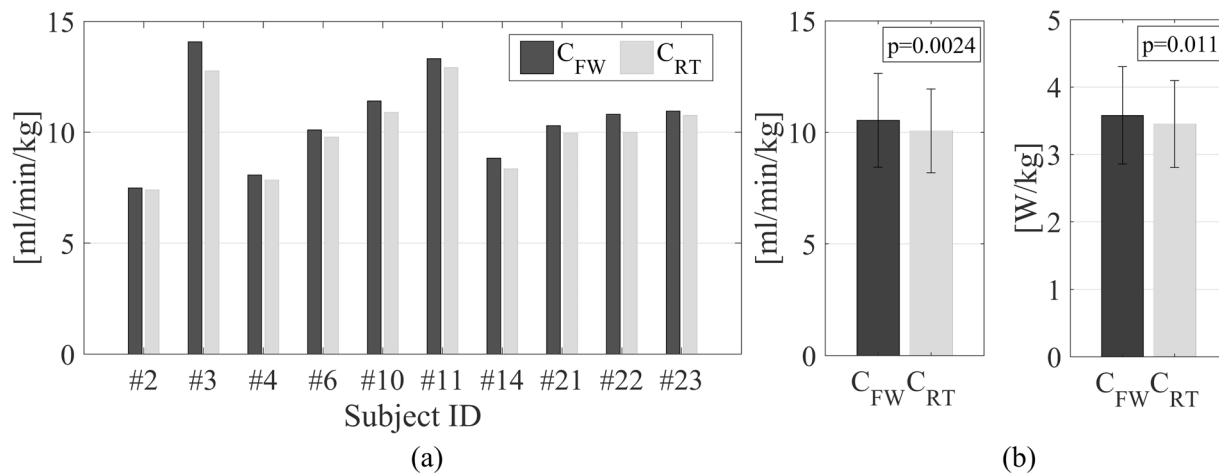 15
10
5
0
[ml/min/kg]
C_FW C_RT
#2 #3 #4 #6 #10 #11 #14 #21 #22 #23
Subject ID
(a)
15
10
5
0
[ml/min/kg]
p=0.0024
C_FW C_RT
5
4
3
2
1
0
[W/kg]
p=0.011
C_FW C_RT
(b)